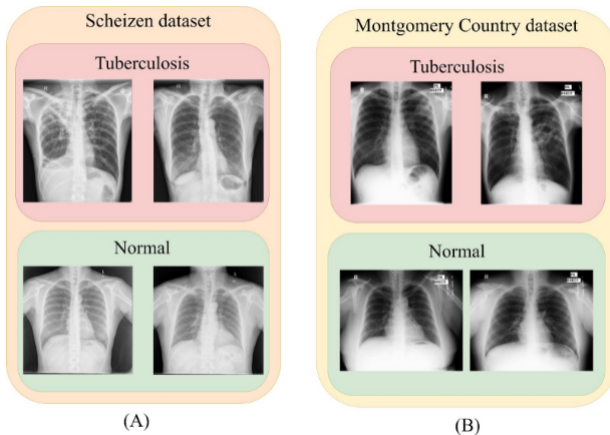 Scheizen dataset
Tuberculosis
R
R
Normal
L
L
(A)
Montgomery Country dataset
Tuberculosis
R
R
Normal
R
R
(B)